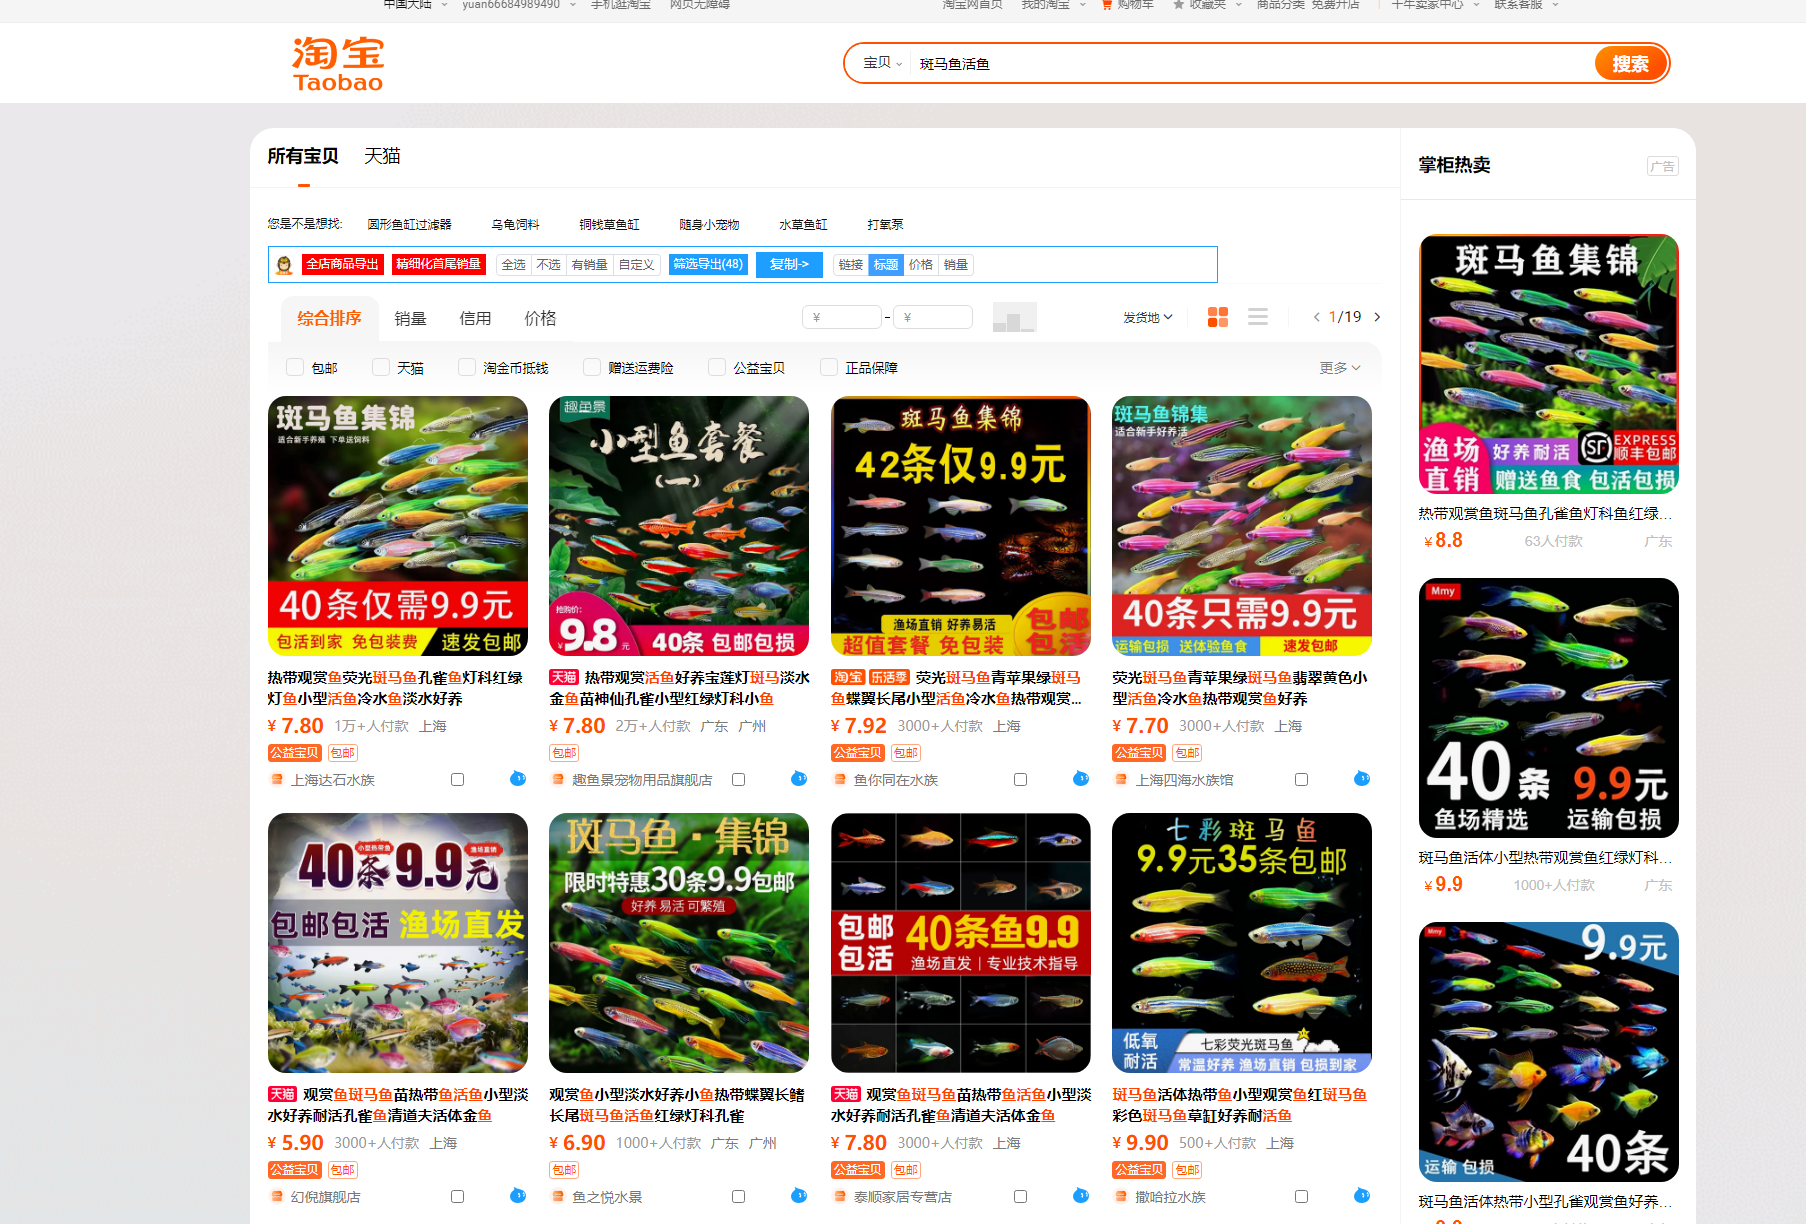 中国大陆 yuan66684989490 手机逛淘宝 网页无障碍 淘宝网首页 我的淘宝 购物车 收藏夹 商品分类 免费开店 千牛卖家中心 联系客服
淘宝
Taobao
宝贝 斑马鱼活鱼 搜索
所有宝贝 天猫
您是不是想找: 圆形鱼缸过滤器 乌龟饲料 铜钱草鱼缸 随身小宠物 水草鱼缸 打氧泵
全店商品导出 精细化首尾销量 全选 不选 有销量 自定义 筛选导出(48) 复制-> 链接 标题 价格 销量
综合排序 销量 信用 价格 ¥ - ¥ 发货地 1/19
包邮 天猫 淘金币抵钱 赠送运费险 公益宝贝 正品保障 更多
斑马鱼集锦
适合新手养殖 下单送饲料
40条仅需9.9元
包活到家 免包装费 速发包邮
热带观赏鱼荧光斑马鱼孔雀鱼灯科红绿
灯鱼小型活鱼冷水鱼淡水好养
¥ 7.80 1万+人付款 上海
公益宝贝 包邮
上海达石水族
趣鱼景
小型鱼套餐
(一)
抢购价:
¥9.8元 40条 包邮包损
天猫 热带观赏活鱼好养宝莲灯斑马淡水
金鱼苗神仙孔雀小型红绿灯科小鱼
¥ 7.80 2万+人付款 广东 广州
包邮
趣鱼景宠物用品旗舰店
斑马鱼集锦
42条仅9.9元
渔场直销 好养易活
超值套餐 免包装
包邮
包活
淘宝 乐活季 荧光斑马鱼青苹果绿斑马
鱼蝶翼长尾小型活鱼冷水鱼热带观赏...
¥ 7.92 3000+人付款 上海
公益宝贝 包邮
鱼你同在水族
斑马鱼锦集
适合新手好养活
40条只需9.9元
运输包损 送体验鱼食 速发包邮
荧光斑马鱼青苹果绿斑马鱼翡翠黄色小
型活鱼冷水鱼热带观赏鱼好养
¥ 7.70 3000+人付款 上海
公益宝贝 包邮
上海四海水族馆
小型热带鱼 渔场直销
40条9.9元
包邮包活 渔场直发
天猫 观赏鱼斑马鱼苗热带鱼活鱼小型淡
水好养耐活孔雀鱼清道夫活体金鱼
¥ 5.90 3000+人付款 上海
公益宝贝 包邮
幻倪旗舰店
斑马鱼·集锦
限时特惠30条9.9包邮
好养 易活 可繁殖
观赏鱼小型淡水好养小鱼热带蝶翼长鳍
长尾斑马鱼活鱼红绿灯科孔雀
¥ 6.90 1000+人付款 广东 广州
包邮
鱼之悦水景
包邮
包活
40条鱼9.9
渔场直发 | 专业技术指导
天猫 观赏鱼斑马鱼苗热带鱼活鱼小型淡
水好养耐活孔雀鱼清道夫活体金鱼
¥ 7.80 3000+人付款 上海
公益宝贝 包邮
泰顺家居专营店
七彩斑马鱼
9.9元35条包邮
低氧
耐活
七彩荧光斑马鱼
常温好养 渔场直销 包损到家
斑马鱼活体热带鱼小型观赏鱼红斑马鱼
彩色斑马鱼草缸好养耐活鱼
¥ 9.90 500+人付款 上海
公益宝贝 包邮
撒哈拉水族
掌柜热卖 广告
斑马鱼集锦
渔场
直销
好养耐活 SF EXPRESS
顺丰包邮
赠送鱼食 包活包损
热带观赏鱼斑马鱼孔雀鱼灯科鱼红绿...
¥8.8 63人付款 广东
Mmy
40条 9.9元
鱼场精选 运输包损
斑马鱼活体小型热带观赏鱼红绿灯科...
¥9.9 1000+人付款 广东
Mmy
9.9元
运输 包损 40条
斑马鱼活体热带小型孔雀观赏鱼好养...